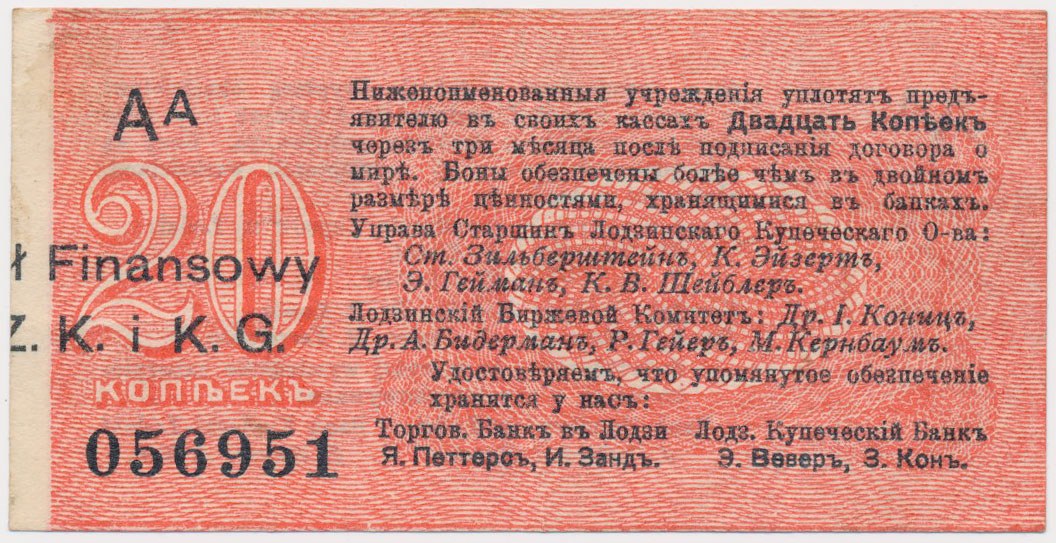 AA
20
ł Finansowy
Z. K. i K. G.
КОПѢЕКЪ
056951
Нижепоименованныя учрежденія уплотятъ предъ-
явителю въ своихъ кассахъ Двадцать Копѣекъ
черезъ три мѣсяца послѣ подписанія договора о
мирѣ. Боны обезпечены болѣе чѣмъ въ двойномъ
размѣрѣ цѣнностями, хранящимися въ банкахъ.
Управа Старшинъ Лодзинскаго Купеческаго О-ва:
Ст. Зильберштейнъ, К. Эйзертъ,
Э. Гейманъ, К. В. Шейблеръ.
Лодзинскій Биржевой Комитетъ: Др. I. Коницъ,
Др. А. Бидерманъ, Р. Гейеръ, М. Кернбаумъ.
Удостовѣряемъ, что упомянутое обезпеченіе
хранится у насъ:
Торгов. Банкъ въ Лодзи Лодз. Купеческій Банкъ
Я. Петтерсъ, И. Зандъ. Э. Веверъ, З. Конъ.